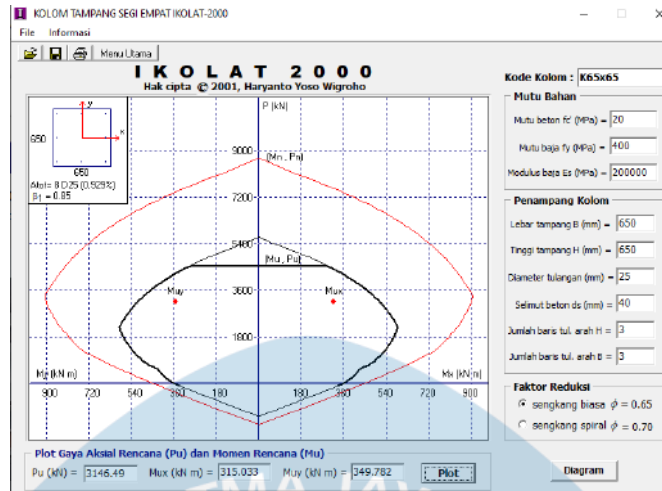 KOLOM TAMPANG SEGI EMPAT IKOLAT-2000
File Informasi
Menu Utama
I K O L A T 2 0 0 0
Hak cipta © 2001, Haryanto Yoso Wigroho
Kode Kolom : K65x65
Mutu Bahan
Mutu beton fc' (MPa) = 20
Mutu baja fy (MPa) = 400
Modulus baja Es (MPa) = 200000
Penampang Kolom
Lebar tampang B (mm) = 650
Tinggi tampang H (mm) = 650
Diameter tulangan (mm) = 25
Selimut beton ds (mm) = 40
Jumlah baris tul. arah H = 3
Jumlah baris tul. arah B = 3
Faktor Reduksi
sengkang biasa ϕ = 0.65
sengkang spiral ϕ = 0.70
Diagram
y
x
650
650
Atot= 8 D25 (0.929%)
β1 = 0.85
P (kN)
9000
(Mn , Pn)
7200
5400
(Mu , Pu)
3600
Muy
Mux
1800
My (kN m)
Mx (kN m)
900 720 540 360 180 180 360 540 720 900
Plot Gaya Aksial Rencana (Pu) dan Momen Rencana (Mu)
Pu (kN) = 3146.49 Mux (kN m) = 315.033 Muy (kN m) = 349.782 Plot